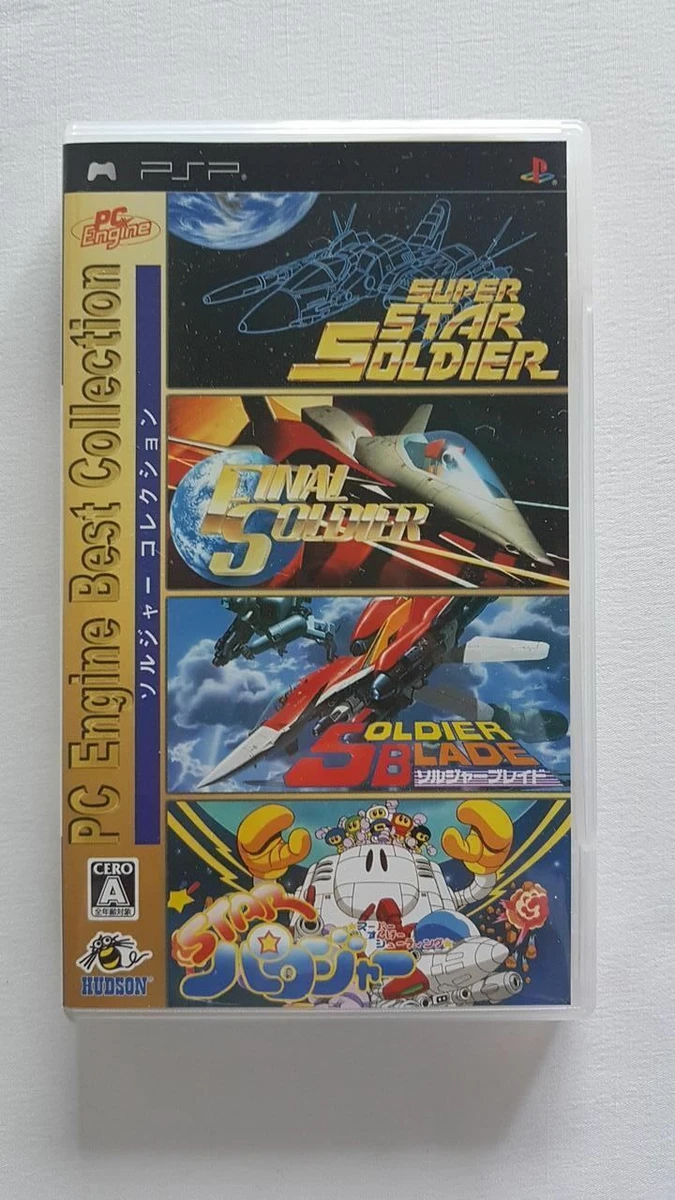 PSP
PC Engine
PC Engine Best Collection
ソルジャー コレクション
SUPER
STAR
SOLDIER
FINAL
SOLDIER
SOLDIER
BLADE
ソルジャーブレイド
STAR
パロジャー
CERO
A
全年齢対象
HUDSON